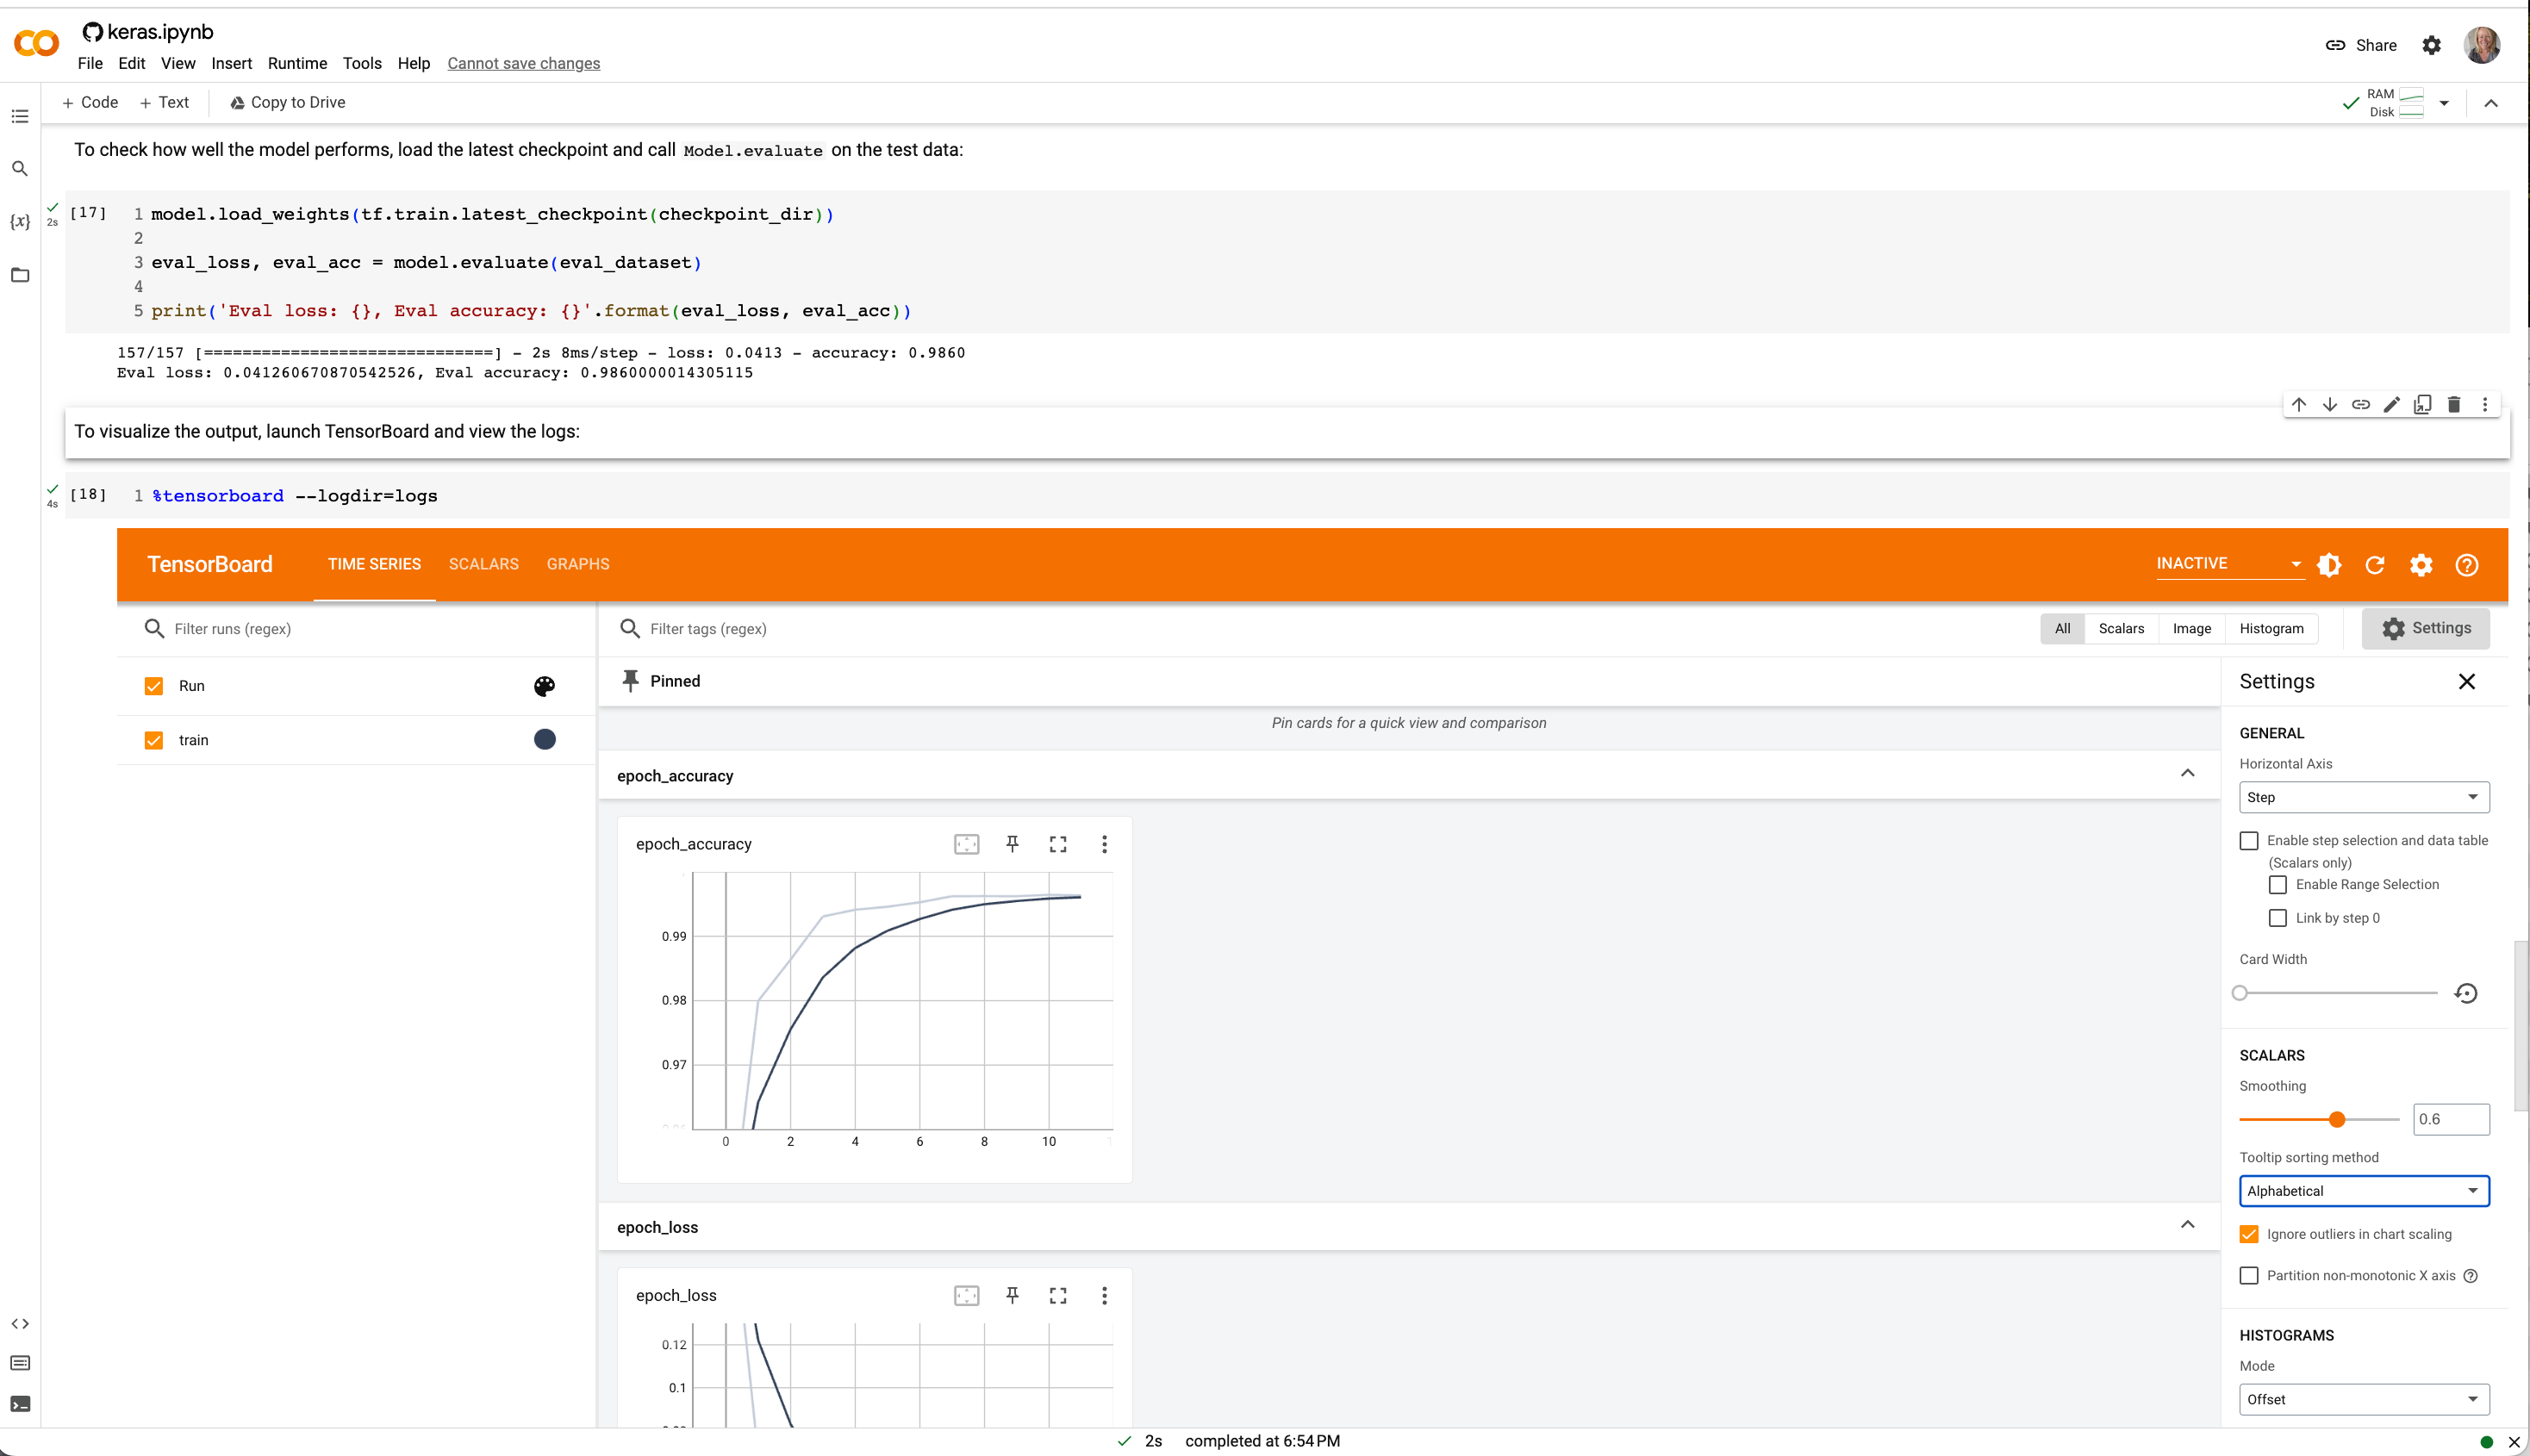 keras.ipynb
File Edit View Insert Runtime Tools Help Cannot save changes
Share
+ Code + Text Copy to Drive
RAM
Disk
To check how well the model performs, load the latest checkpoint and call Model.evaluate on the test data:
2s
[17]
1 model.load_weights(tf.train.latest_checkpoint(checkpoint_dir))
2
3 eval_loss, eval_acc = model.evaluate(eval_dataset)
4
5 print('Eval loss: {}, Eval accuracy: {}'.format(eval_loss, eval_acc))
157/157 [==============================] - 2s 8ms/step - loss: 0.0413 - accuracy: 0.9860
Eval loss: 0.041260670870542526, Eval accuracy: 0.9860000014305115
To visualize the output, launch TensorBoard and view the logs:
4s
[18] 1 %tensorboard --logdir=logs
TensorBoard TIME SERIES SCALARS GRAPHS INACTIVE
Filter runs (regex)
Filter tags (regex)
All Scalars Image Histogram
Settings
Run
train
Pinned
Pin cards for a quick view and comparison
epoch_accuracy
epoch_accuracy
0.99
0.98
0.97
0 2 4 6 8 10
epoch_loss
epoch_loss
0.12
0.1
Settings
GENERAL
Horizontal Axis
Step
Enable step selection and data table
(Scalars only)
Enable Range Selection
Link by step 0
Card Width
SCALARS
Smoothing
0.6
Tooltip sorting method
Alphabetical
Ignore outliers in chart scaling
Partition non-monotonic X axis
HISTOGRAMS
Mode
Offset
2s completed at 6:54 PM